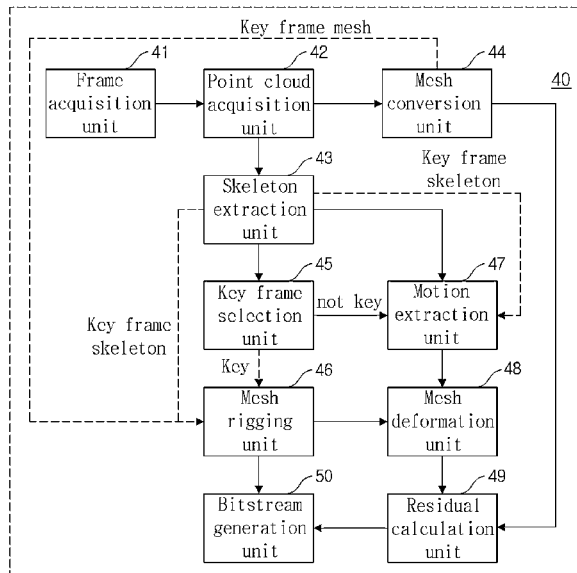 Key frame mesh
41
42
44
40
Frame
acquisition
unit
Point cloud
acquisition
unit
Mesh
conversion
unit
43
Key frame
skeleton
Skeleton
extraction
unit
45
47
Key frame
selection
unit
not key
Motion
extraction
unit
Key frame
skeleton
Key
46
48
Mesh
rigging
unit
Mesh
deformation
unit
50
49
Bitstream
generation
unit
Residual
calculation
unit